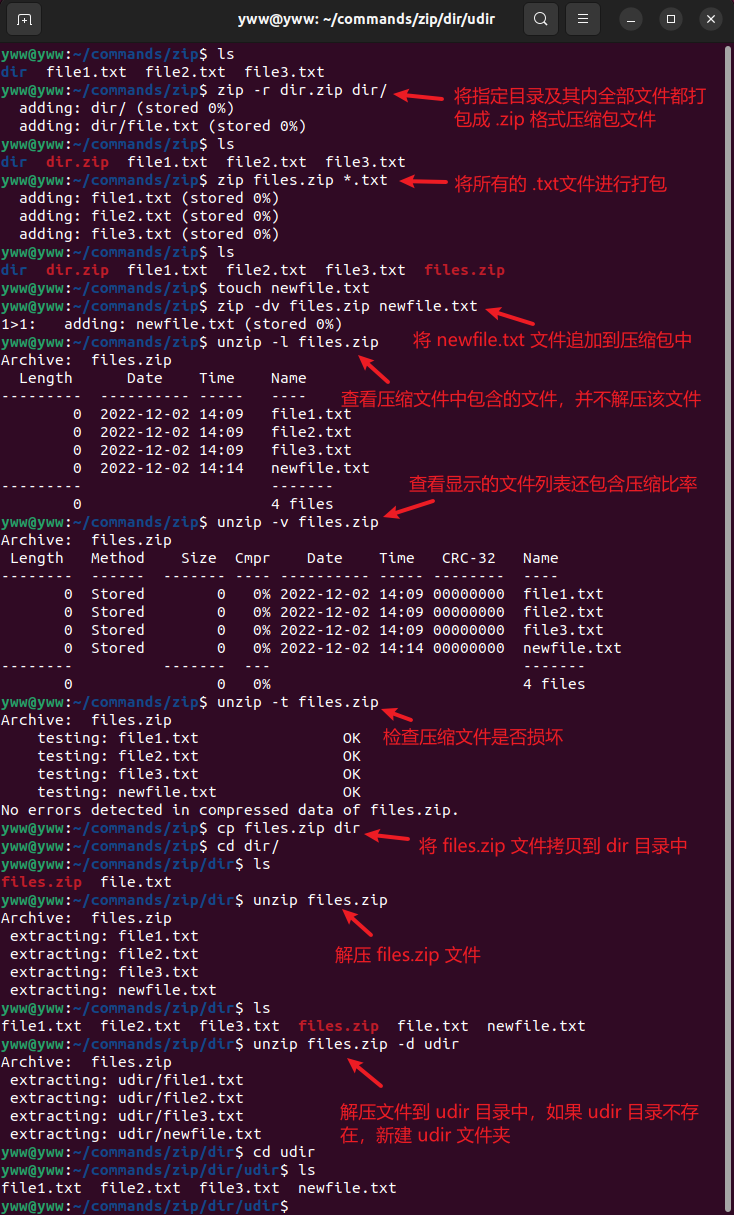 yww@yww: ~/commands/zip/dir/udir
yww@yww:~/commands/zip$ ls
dir  file1.txt  file2.txt  file3.txt
yww@yww:~/commands/zip$ zip -r dir.zip dir/
将指定目录及其内全部文件都打
包成 .zip 格式压缩包文件
  adding: dir/ (stored 0%)
  adding: dir/file.txt (stored 0%)
yww@yww:~/commands/zip$ ls
dir  dir.zip  file1.txt  file2.txt  file3.txt
yww@yww:~/commands/zip$ zip files.zip *.txt
将所有的 .txt文件进行打包
  adding: file1.txt (stored 0%)
  adding: file2.txt (stored 0%)
  adding: file3.txt (stored 0%)
yww@yww:~/commands/zip$ ls
dir  dir.zip  file1.txt  file2.txt  file3.txt  files.zip
yww@yww:~/commands/zip$ touch newfile.txt
yww@yww:~/commands/zip$ zip -dv files.zip newfile.txt
1>1:   adding: newfile.txt (stored 0%)
将 newfile.txt 文件追加到压缩包中
yww@yww:~/commands/zip$ unzip -l files.zip
查看压缩文件中包含的文件，并不解压该文件
Archive:  files.zip
  Length      Date    Time    Name
---------  ---------- -----   ----
        0  2022-12-02 14:09   file1.txt
        0  2022-12-02 14:09   file2.txt
        0  2022-12-02 14:09   file3.txt
        0  2022-12-02 14:14   newfile.txt
---------                     -------
        0                     4 files
yww@yww:~/commands/zip$ unzip -v files.zip
查看显示的文件列表还包含压缩比率
Archive:  files.zip
 Length   Method    Size  Cmpr    Date    Time   CRC-32   Name
--------  ------  ------- ---- ---------- ----- --------  ----
       0  Stored        0   0% 2022-12-02 14:09 00000000  file1.txt
       0  Stored        0   0% 2022-12-02 14:09 00000000  file2.txt
       0  Stored        0   0% 2022-12-02 14:09 00000000  file3.txt
       0  Stored        0   0% 2022-12-02 14:14 00000000  newfile.txt
--------          -------  ---                            -------
       0                0   0%                            4 files
yww@yww:~/commands/zip$ unzip -t files.zip
检查压缩文件是否损坏
Archive:  files.zip
    testing: file1.txt                OK
    testing: file2.txt                OK
    testing: file3.txt                OK
    testing: newfile.txt              OK
No errors detected in compressed data of files.zip.
yww@yww:~/commands/zip$ cp files.zip dir
将 files.zip 文件拷贝到 dir 目录中
yww@yww:~/commands/zip$ cd dir/
yww@yww:~/commands/zip/dir$ ls
files.zip  file.txt
yww@yww:~/commands/zip/dir$ unzip files.zip
解压 files.zip 文件
Archive:  files.zip
 extracting: file1.txt
 extracting: file2.txt
 extracting: file3.txt
 extracting: newfile.txt
yww@yww:~/commands/zip/dir$ ls
file1.txt  file2.txt  file3.txt  files.zip  file.txt  newfile.txt
yww@yww:~/commands/zip/dir$ unzip files.zip -d udir
解压文件到 udir 目录中，如果 udir 目录不存
在，新建 udir 文件夹
Archive:  files.zip
 extracting: udir/file1.txt
 extracting: udir/file2.txt
 extracting: udir/file3.txt
 extracting: udir/newfile.txt
yww@yww:~/commands/zip/dir$ cd udir
yww@yww:~/commands/zip/dir/udir$ ls
file1.txt  file2.txt  file3.txt  newfile.txt
yww@yww:~/commands/zip/dir/udir$